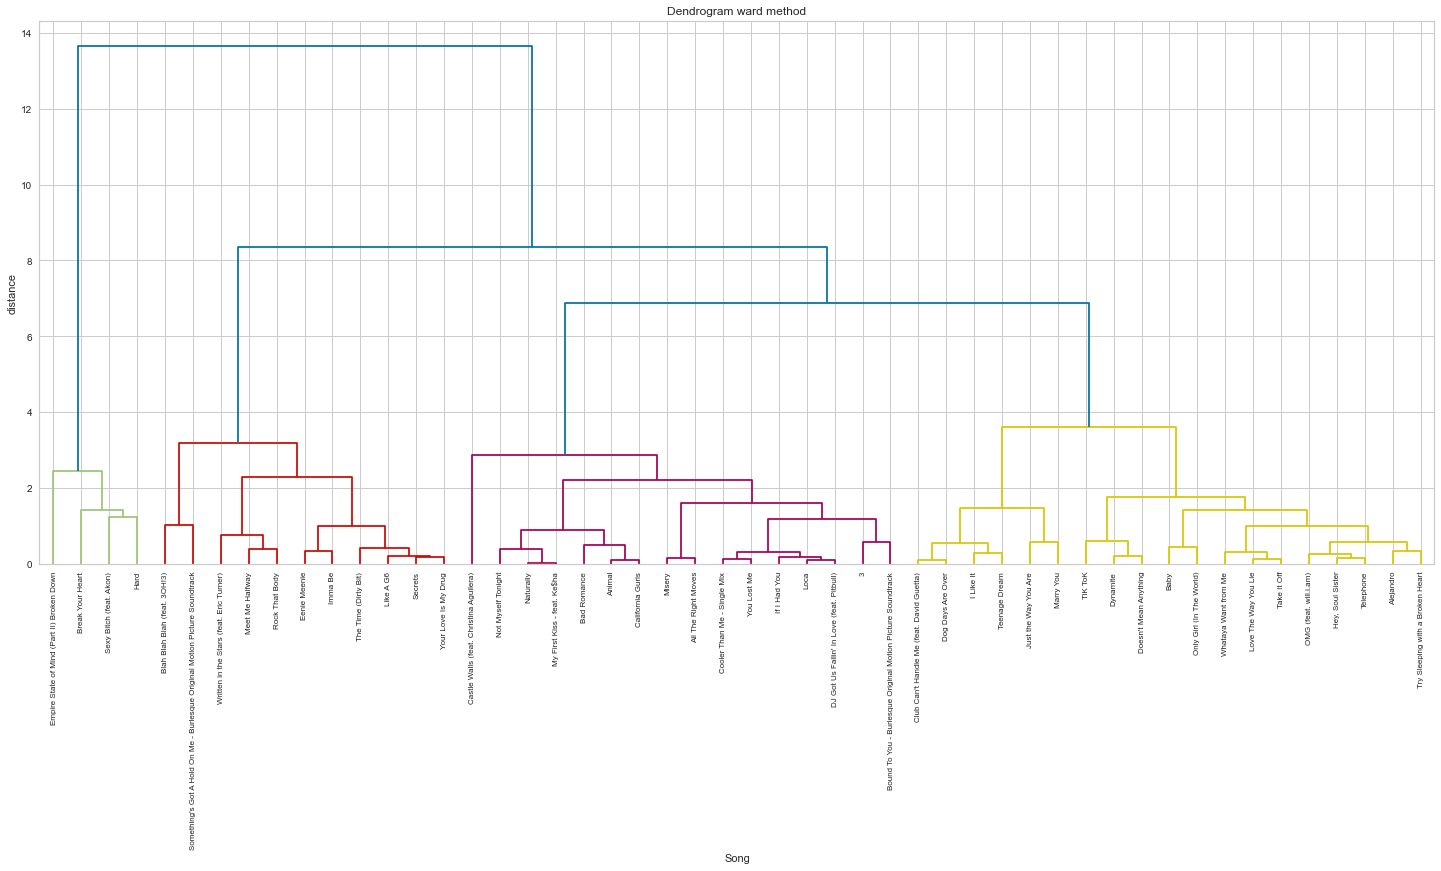 Dendrogram ward method
14
12
10
8
6
4
2
0
distance
Empire State of Mind (Part II) Broken Down
Break Your Heart
Sexy Bitch (feat. Akon)
Hard
Blah Blah Blah (feat. 3OH!3)
Something's Got A Hold On Me - Burlesque Original Motion Picture Soundtrack
Written in the Stars (feat. Eric Turner)
Meet Me Halfway
Rock That Body
Eenie Meenie
Imma Be
The Time (Dirty Bit)
Like A G6
Secrets
Your Love Is My Drug
Castle Walls (feat. Christina Aguilera)
Not Myself Tonight
Naturally
My First Kiss - feat. Ke$ha
Bad Romance
Animal
California Gurls
Misery
All The Right Moves
Cooler Than Me - Single Mix
You Lost Me
If I Had You
Loca
DJ Got Us Fallin' In Love (feat. Pitbull)
3
Bound To You - Burlesque Original Motion Picture Soundtrack
Club Can't Handle Me (feat. David Guetta)
Dog Days Are Over
I Like It
Teenage Dream
Just the Way You Are
Marry You
TiK ToK
Dynamite
Doesn't Mean Anything
Baby
Only Girl (In The World)
Whataya Want from Me
Love The Way You Lie
Take It Off
OMG (feat. will.i.am)
Hey, Soul Sister
Telephone
Alejandro
Try Sleeping with a Broken Heart
Song